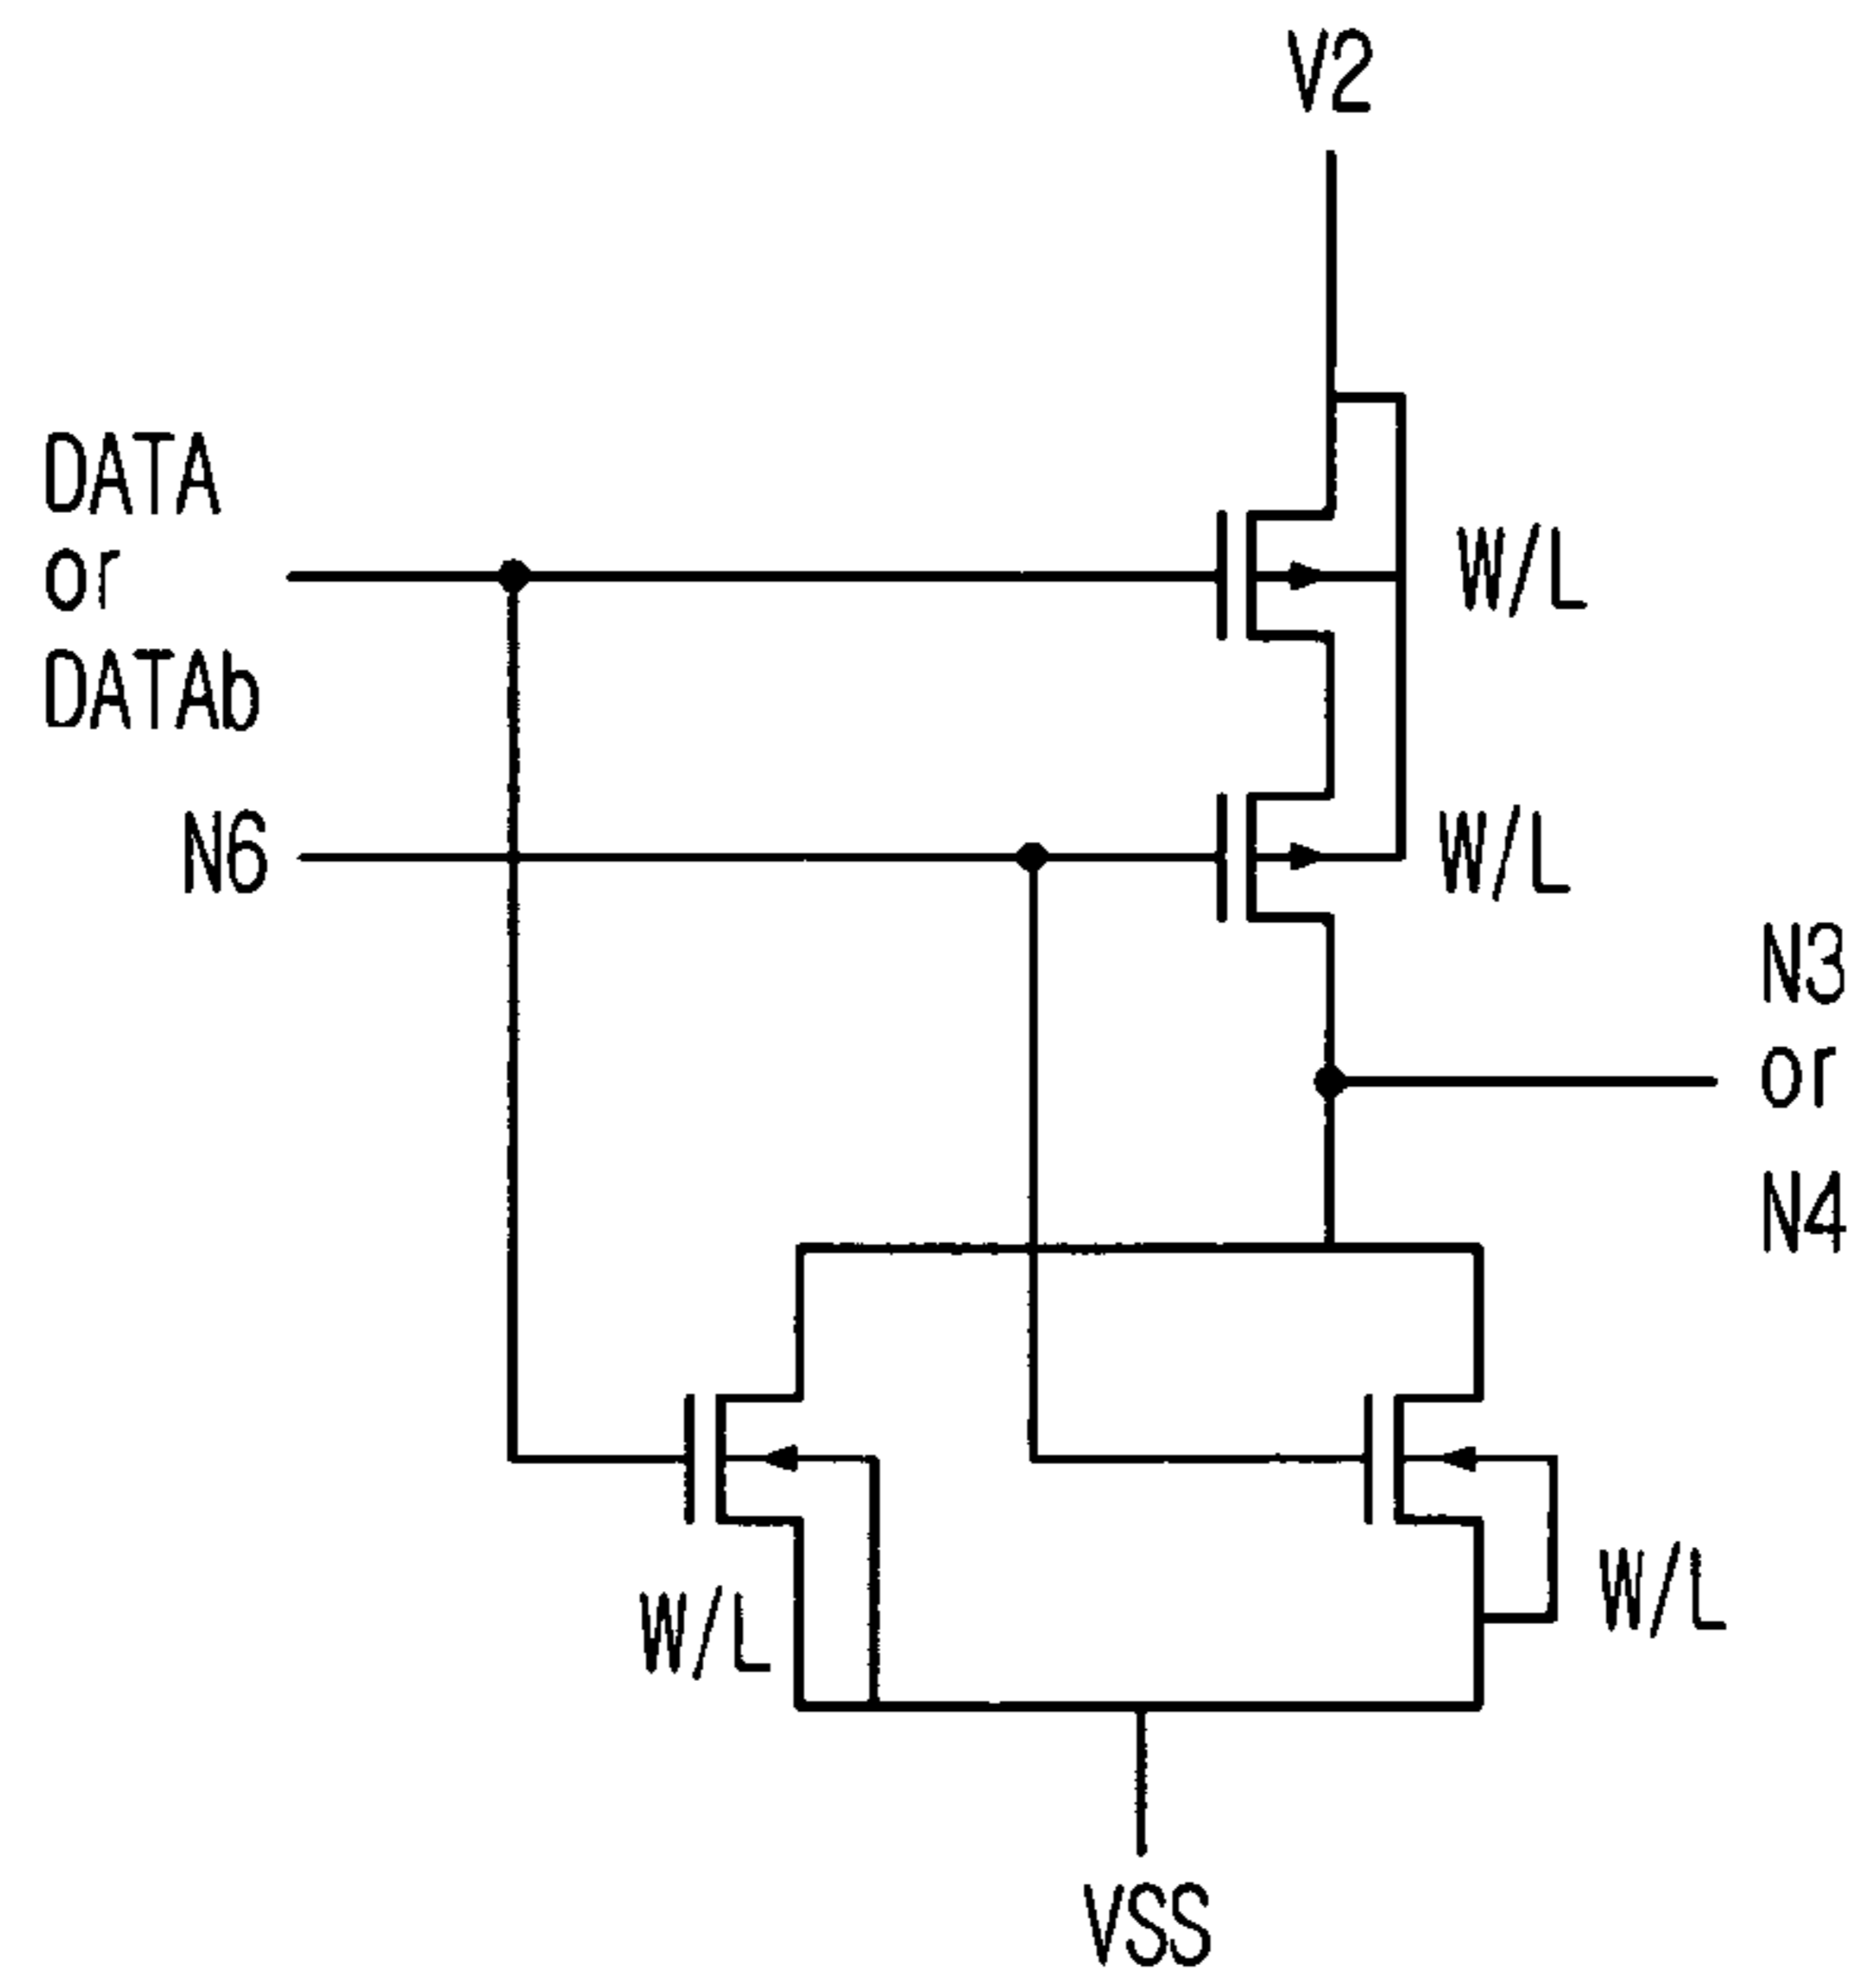 V2
DATA
or
DATAb
W/L
N6
W/L
N3
or
N4
W/L
W/L
VSS